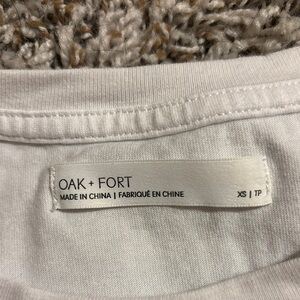 OAK + FORT
MADE IN CHINA | FABRIQUÉ EN CHINE XS | TP